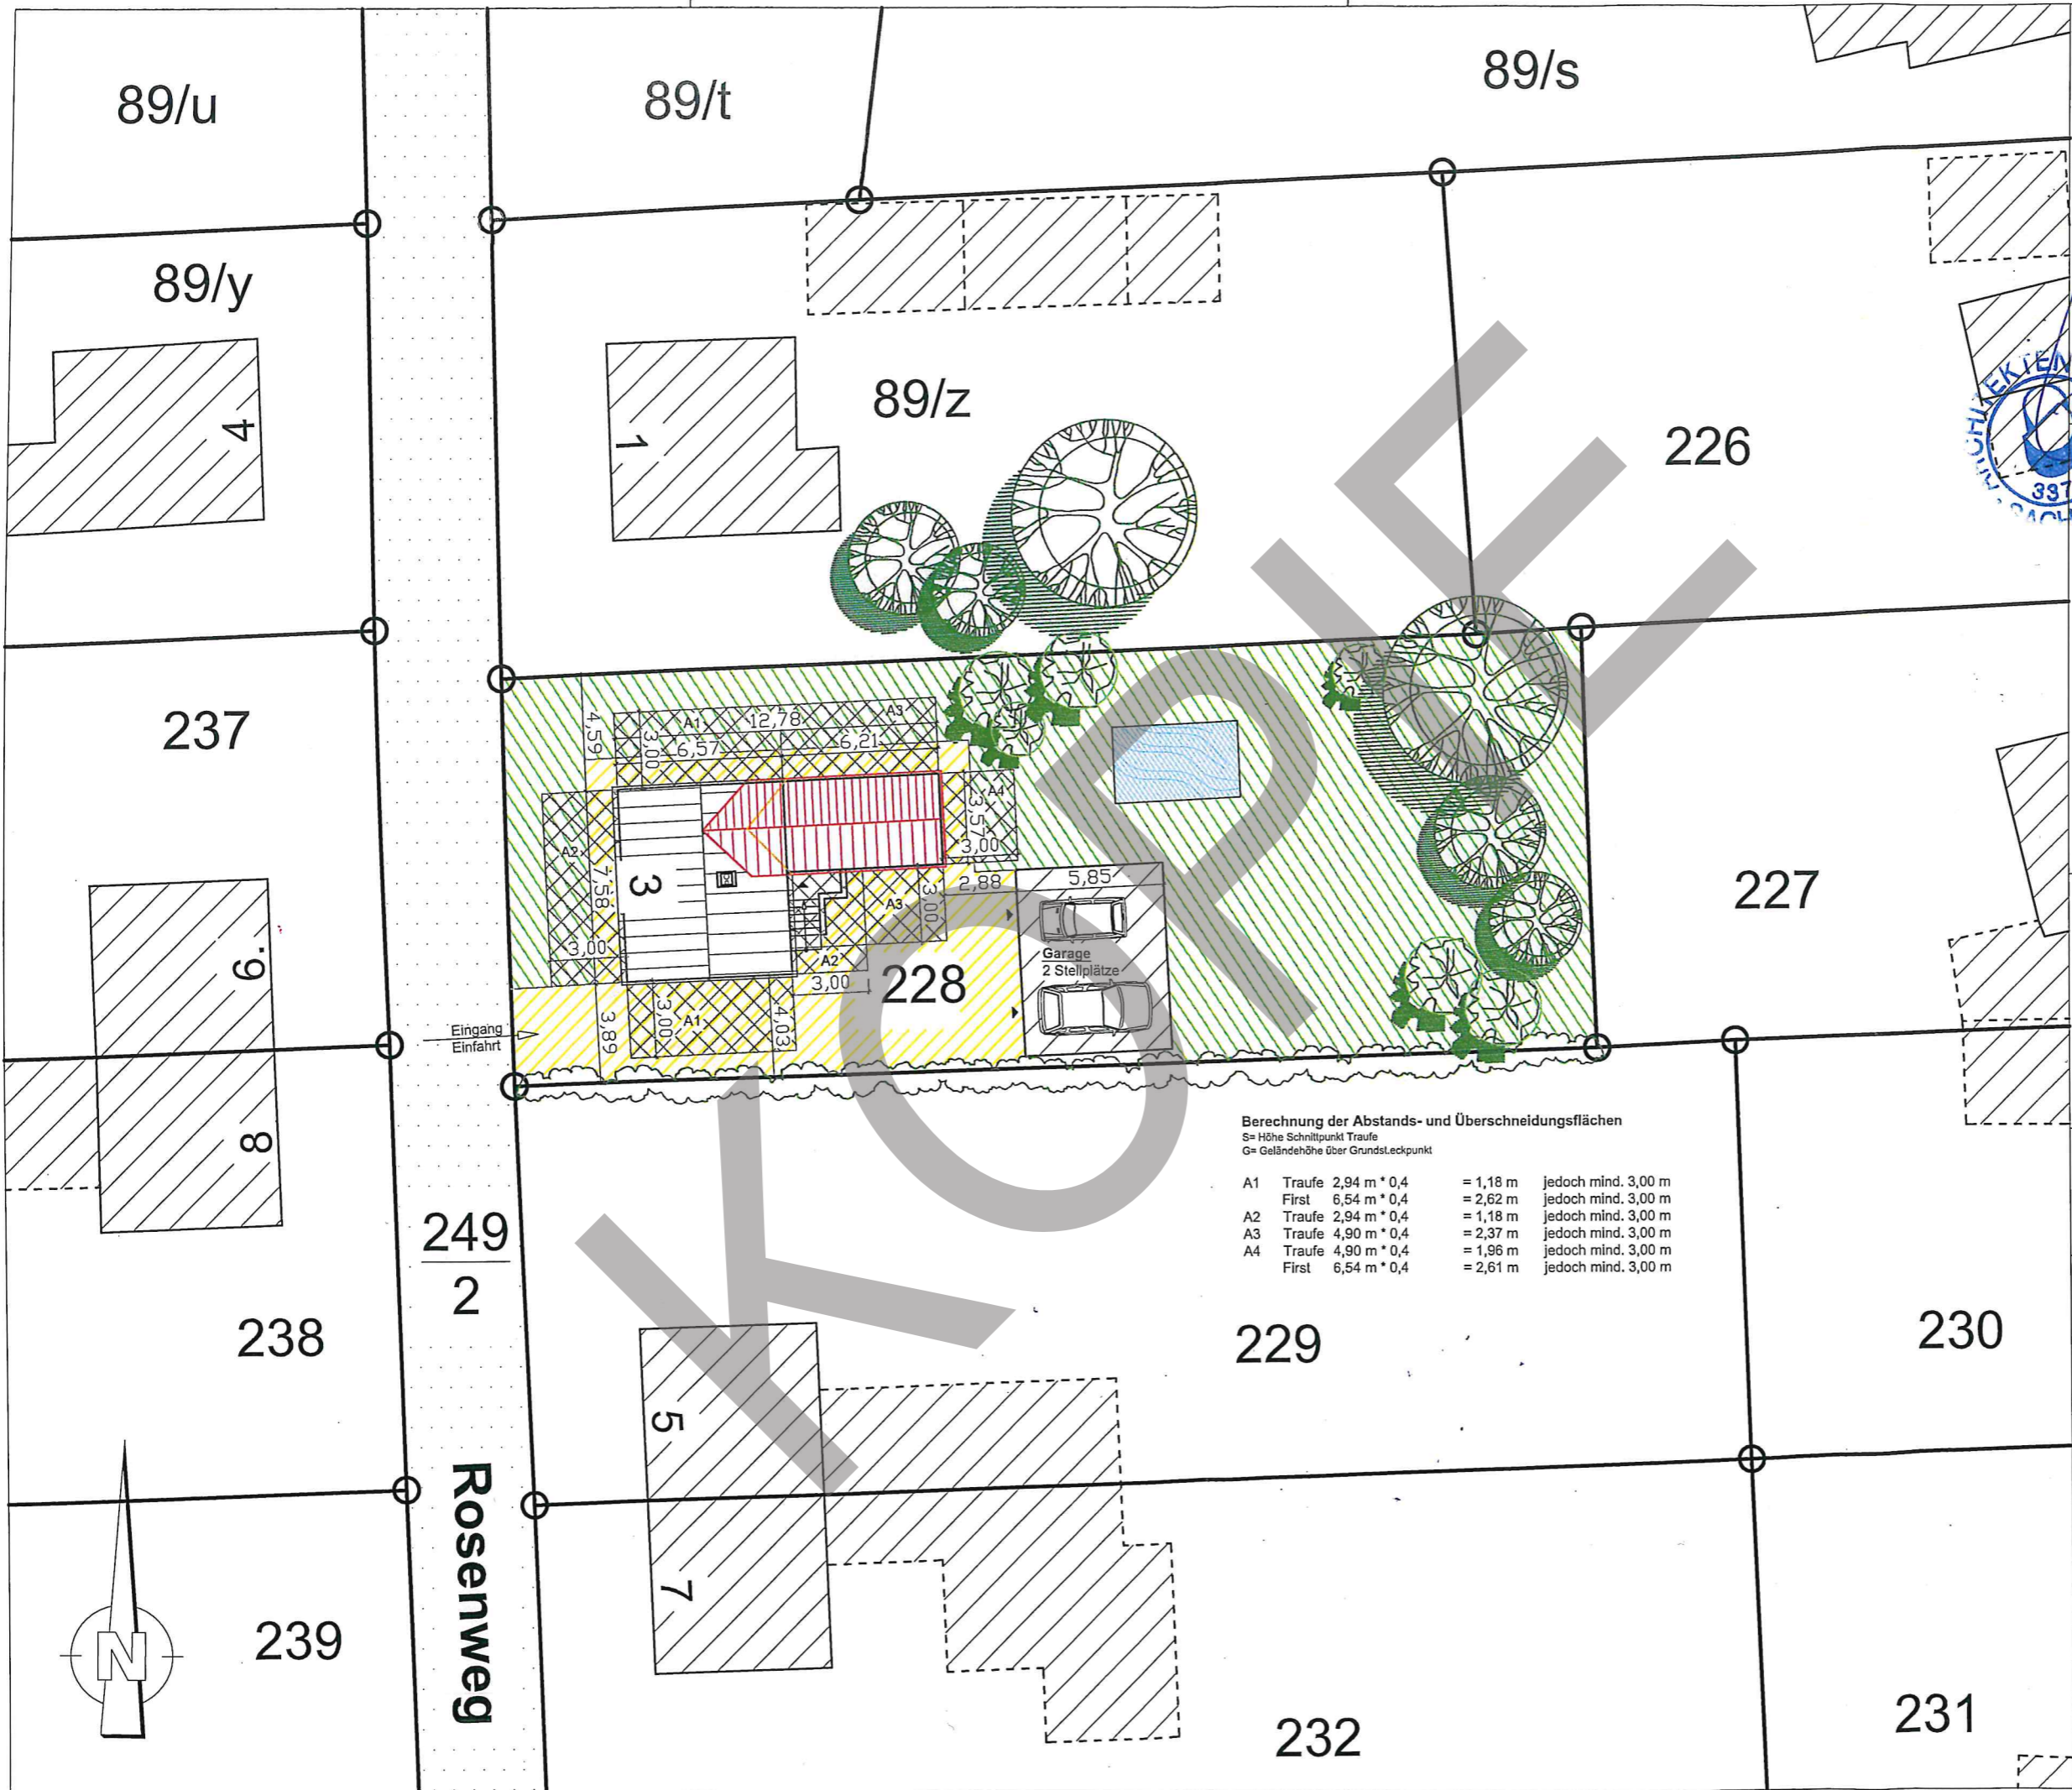 89/u
89/t
89/s
89/y
4
1
89/z
226
ARCHITEKTEN
337
237
4,59
A1
12,78
A3
3,00
6,57
6,21
A4
3,57
3,00
A2
7,58
3
3,00
2,88
5,85
A3
3,00
Garage
2 Stellplätze
A2
3,00
228
227
6.
8
Eingang
Einfahrt
3,89
3,00
A1
4,03
Berechnung der Abstands- und Überschneidungsflächen
S= Höhe Schnittpunkt Traufe
G= Geländehöhe über Grundst.eckpunkt
A1 Traufe 2,94 m * 0,4 = 1,18 m jedoch mind. 3,00 m
First 6,54 m * 0,4 = 2,62 m jedoch mind. 3,00 m
A2 Traufe 2,94 m * 0,4 = 1,18 m jedoch mind. 3,00 m
A3 Traufe 4,90 m * 0,4 = 2,37 m jedoch mind. 3,00 m
A4 Traufe 4,90 m * 0,4 = 1,96 m jedoch mind. 3,00 m
First 6,54 m * 0,4 = 2,61 m jedoch mind. 3,00 m
249
2
238
229
230
5
7
Rosenweg
239
N
232
231
KOPIE